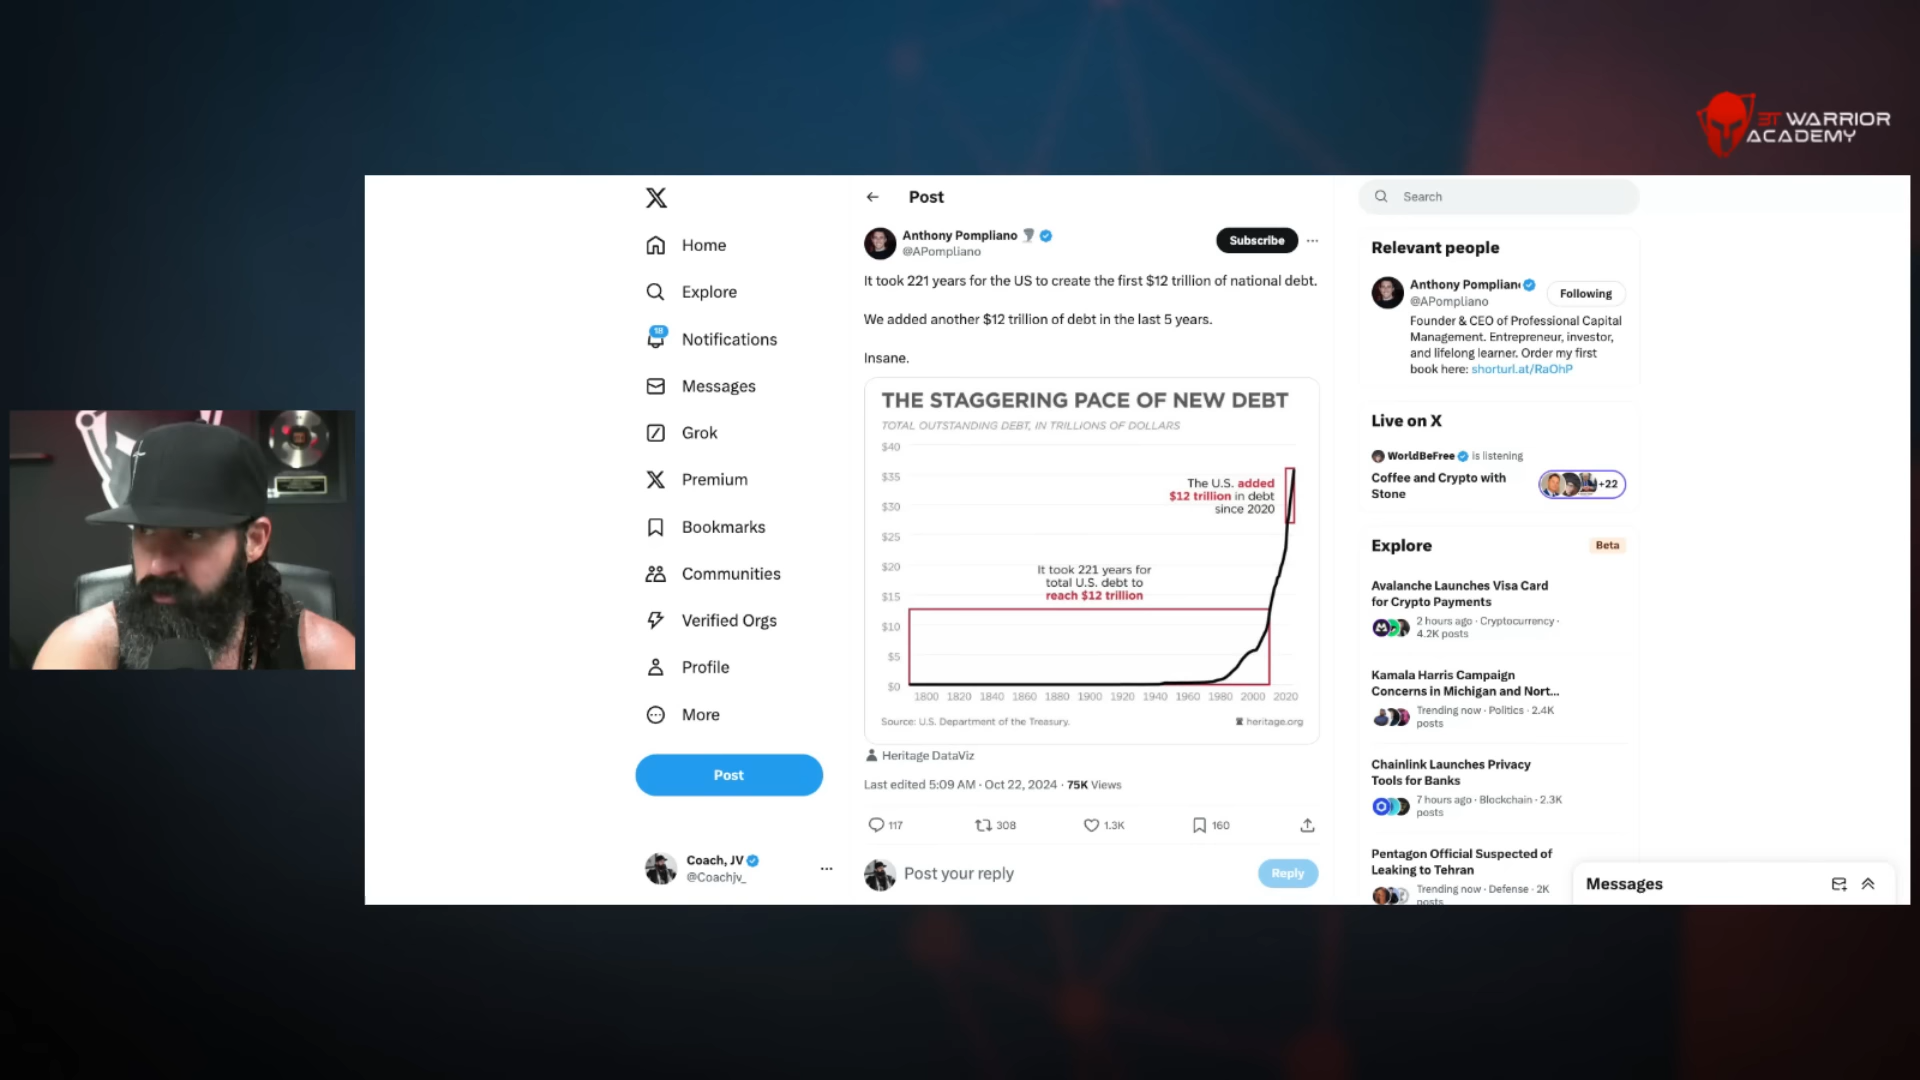 3T WARRIOR
ACADEMY
Home
Explore
18
Notifications
Messages
Grok
Premium
Bookmarks
Communities
Verified Orgs
Profile
More
Post
Coach, JV
@Coachjv_
Post
Anthony Pompliano
@APompliano
Subscribe
It took 221 years for the US to create the first $12 trillion of national debt.
We added another $12 trillion of debt in the last 5 years.
Insane.
THE STAGGERING PACE OF NEW DEBT
TOTAL OUTSTANDING DEBT, IN TRILLIONS OF DOLLARS
$40
$35
$30
$25
$20
$15
$10
$5
$0
The U.S. added
$12 trillion in debt
since 2020
It took 221 years for
total U.S. debt to
reach $12 trillion
1800 1820 1840 1860 1880 1900 1920 1940 1960 1980 2000 2020
Source: U.S. Department of the Treasury.
heritage.org
Heritage DataViz
Last edited 5:09 AM · Oct 22, 2024 · 75K Views
117 308 1.3K 160
Post your reply
Reply
Search
Relevant people
Anthony Pomplian
@APompliano
Following
Founder & CEO of Professional Capital
Management. Entrepreneur, investor,
and lifelong learner. Order my first
book here: shorturl.at/RaOhP
Live on X
WorldBeFree is listening
Coffee and Crypto with
Stone
+22
Explore
Beta
Avalanche Launches Visa Card
for Crypto Payments
2 hours ago · Cryptocurrency ·
4.2K posts
Kamala Harris Campaign
Concerns in Michigan and Nort...
Trending now · Politics · 2.4K
posts
Chainlink Launches Privacy
Tools for Banks
7 hours ago · Blockchain · 2.3K
posts
Pentagon Official Suspected of
Leaking to Tehran
Trending now · Defense · 2K
posts
Messages